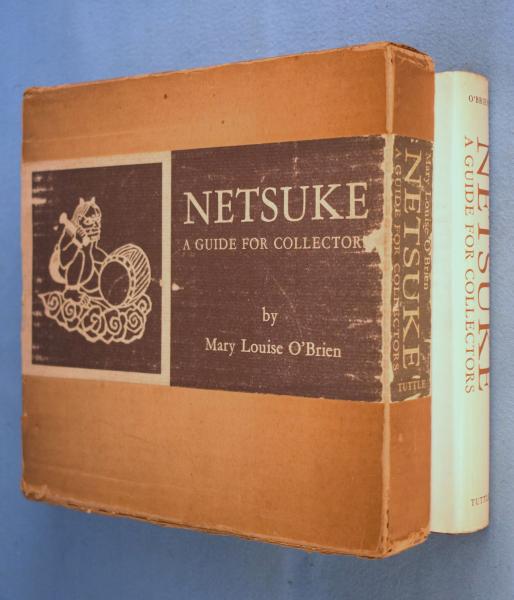 NETSUKE
A GUIDE FOR COLLECTORS
by
Mary Louise O'Brien
Mary Louise O'Brien
NETSUKE
A GUIDE FOR COLLECTORS
TUTTLE
O'BRIEN
NETSUKE
A GUIDE FOR COLLECTORS
TUTTLE